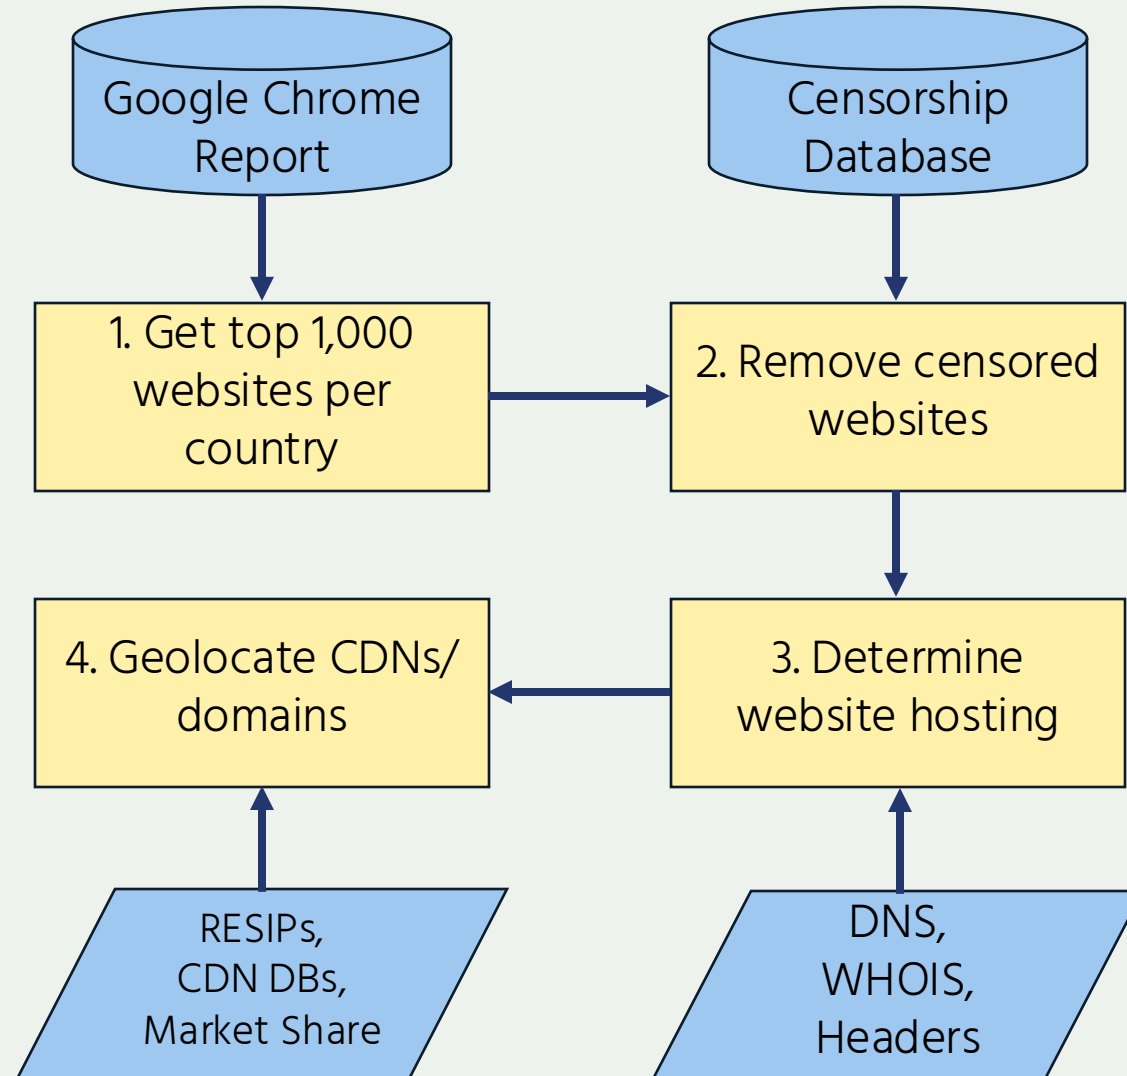 Google Chrome
Report
Censorship
Database
1. Get top 1,000
websites per
country
2. Remove censored
websites
4. Geolocate CDNs/
domains
3. Determine
website hosting
RESIPs,
CDN DBs,
Market Share
DNS,
WHOIS,
Headers